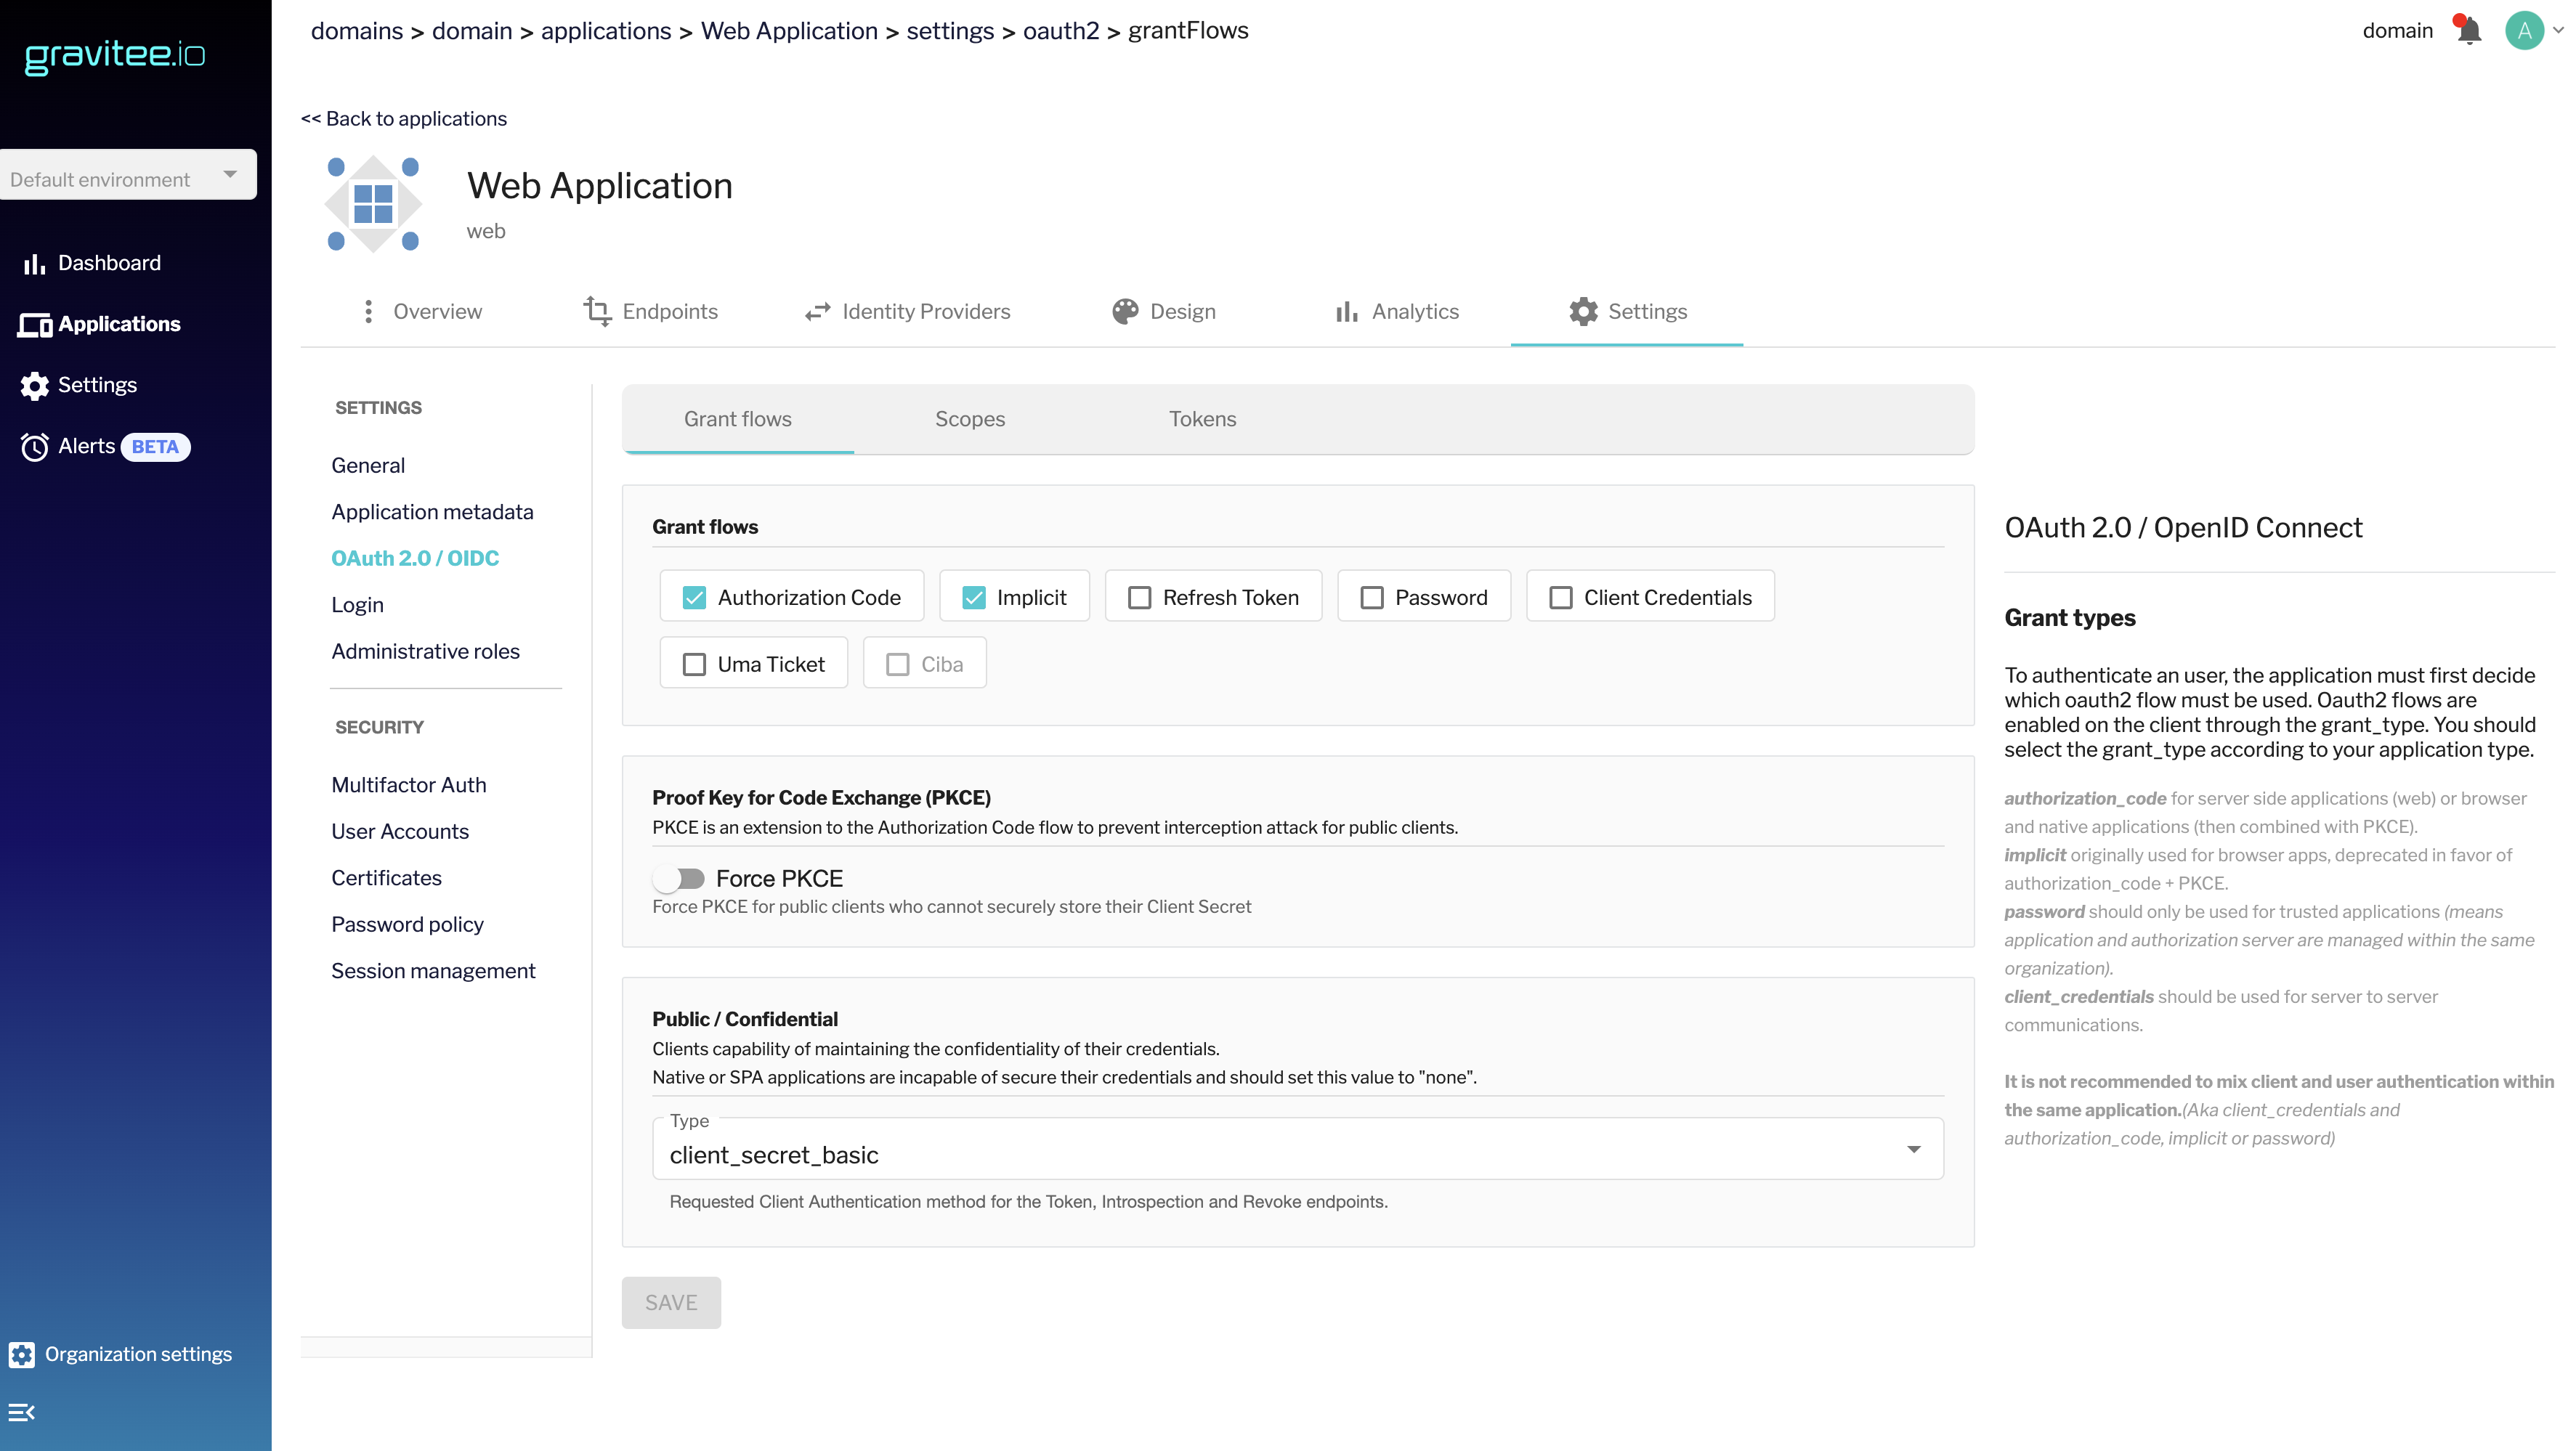 gravitee.io
Default environment
Dashboard
Applications
Settings
Alerts BETA
Organization settings
domains > domain > applications > Web Application > settings > oauth2 > grantFlows
domain
A
<< Back to applications
Web Application
web
Overview
Endpoints
Identity Providers
Design
Analytics
Settings
SETTINGS
General
Application metadata
OAuth 2.0 / OIDC
Login
Administrative roles
SECURITY
Multifactor Auth
User Accounts
Certificates
Password policy
Session management
Grant flows
Scopes
Tokens
Grant flows
Authorization Code
Implicit
Refresh Token
Password
Client Credentials
Uma Ticket
Ciba
Proof Key for Code Exchange (PKCE)
PKCE is an extension to the Authorization Code flow to prevent interception attack for public clients.
Force PKCE
Force PKCE for public clients who cannot securely store their Client Secret
Public / Confidential
Clients capability of maintaining the confidentiality of their credentials.
Native or SPA applications are incapable of secure their credentials and should set this value to "none".
Type
client_secret_basic
Requested Client Authentication method for the Token, Introspection and Revoke endpoints.
SAVE
OAuth 2.0 / OpenID Connect
Grant types
To authenticate an user, the application must first decide
which oauth2 flow must be used. Oauth2 flows are
enabled on the client through the grant_type. You should
select the grant_type according to your application type.
authorization_code for server side applications (web) or browser
and native applications (then combined with PKCE).
implicit originally used for browser apps, deprecated in favor of
authorization_code + PKCE.
password should only be used for trusted applications (means
application and authorization server are managed within the same
organization).
client_credentials should be used for server to server
communications.
It is not recommended to mix client and user authentication within
the same application.(Aka client_credentials and
authorization_code, implicit or password)